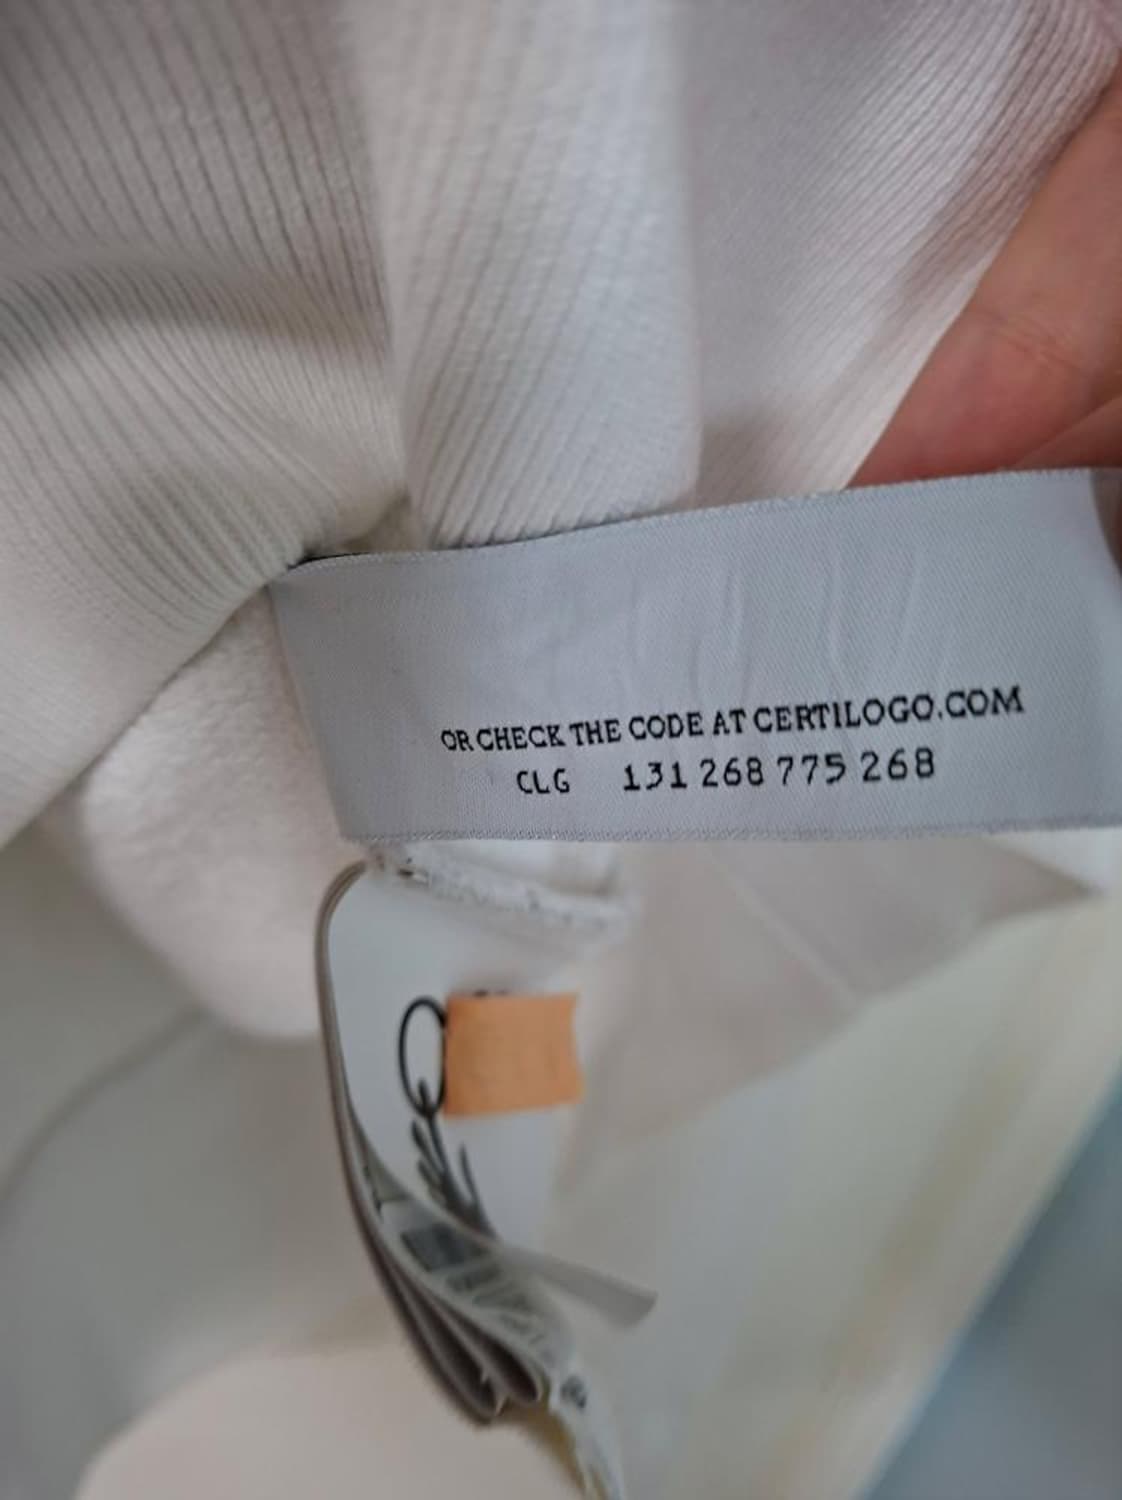 OR CHECK THE CODE AT CERTILOGO.COM
CLG 131 268 775 268